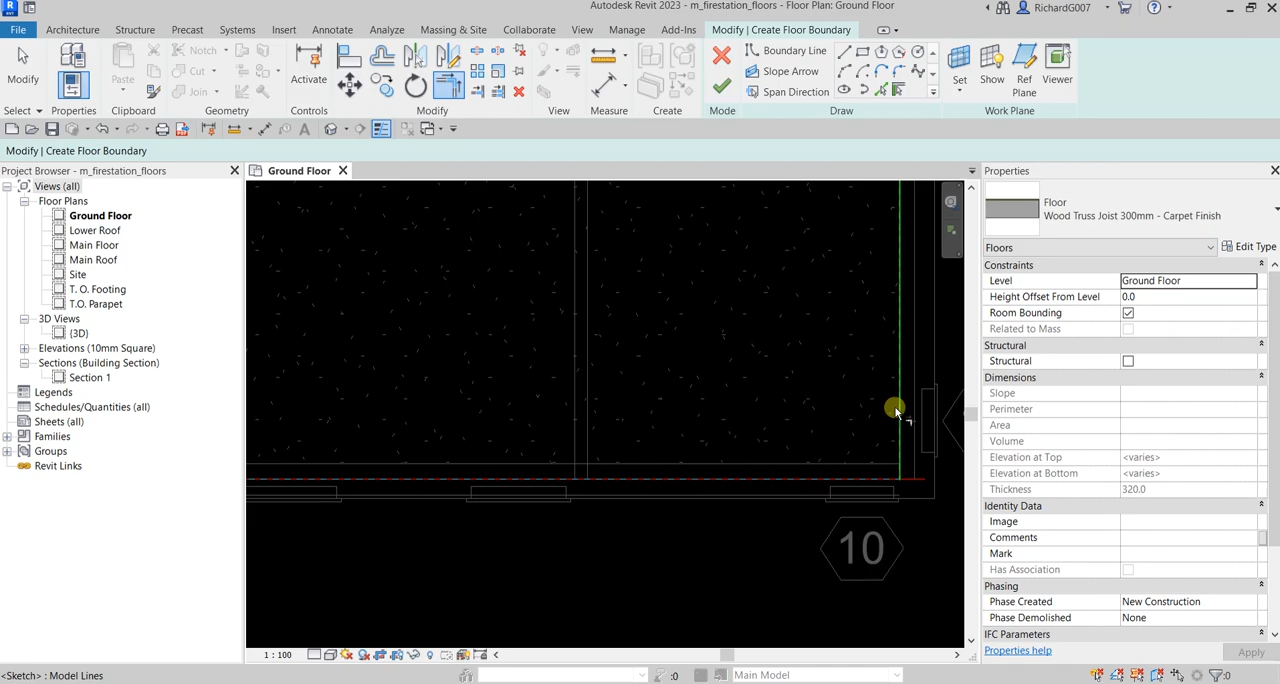 Autodesk Revit 2023 - m_firestation_floors - Floor Plan: Ground Floor
RichardG007
File Architecture Structure Precast Systems Insert Annotate Analyze Massing & Site Collaborate View Manage Add-Ins Modify | Create Floor Boundary
Modify
Paste
Notch
Cut
Join
Activate
Boundary Line
Slope Arrow
Span Direction
Set
Show
Ref
Plane
Viewer
Select Properties Clipboard Geometry Controls Modify View Measure Create Mode Draw Work Plane
Modify | Create Floor Boundary
Project Browser - m_firestation_floors
Views (all)
Floor Plans
Ground Floor
Lower Roof
Main Floor
Main Roof
Site
T. O. Footing
T.O. Parapet
3D Views
{3D}
Elevations (10mm Square)
Sections (Building Section)
Section 1
Legends
Schedules/Quantities (all)
Sheets (all)
Families
Groups
Revit Links
Ground Floor
10
1 : 100
Properties
Floor
Wood Truss Joist 300mm - Carpet Finish
Floors Edit Type
Constraints
Level Ground Floor
Height Offset From Level 0.0
Room Bounding
Related to Mass
Structural
Structural
Dimensions
Slope
Perimeter
Area
Volume
Elevation at Top <varies>
Elevation at Bottom <varies>
Thickness 320.0
Identity Data
Image
Comments
Mark
Has Association
Phasing
Phase Created New Construction
Phase Demolished None
IFC Parameters
Properties help Apply
<Sketch> : Model Lines :0 Main Model :0